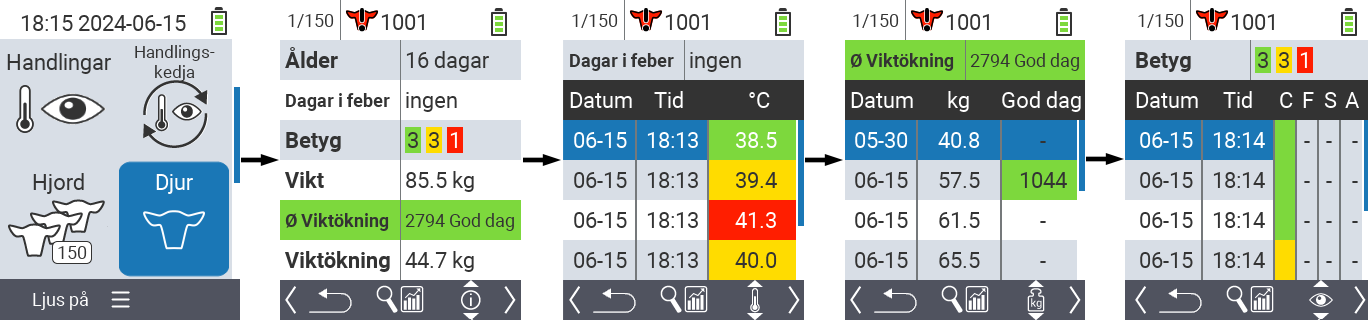 18:15 2024-06-15
Handlingar
Handlings-
kedja
Hjord
150
Djur
Ljus på
1/150 1001
Ålder 16 dagar
Dagar i feber ingen
Betyg 3 3 1
Vikt 85.5 kg
Ø Viktökning 2794 God dag
Viktökning 44.7 kg
1/150 1001
Dagar i feber ingen
Datum Tid °C
06-15 18:13 38.5
06-15 18:13 39.4
06-15 18:13 41.3
06-15 18:13 40.0
1/150 1001
Ø Viktökning 2794 God dag
Datum kg God dag
05-30 40.8 -
06-15 57.5 1044
06-15 61.5 -
06-15 65.5 -
kg
1/150 1001
Betyg 3 3 1
Datum Tid C F S A
06-15 18:14 - - -
06-15 18:14 - - -
06-15 18:14 - - -
06-15 18:14 - - -